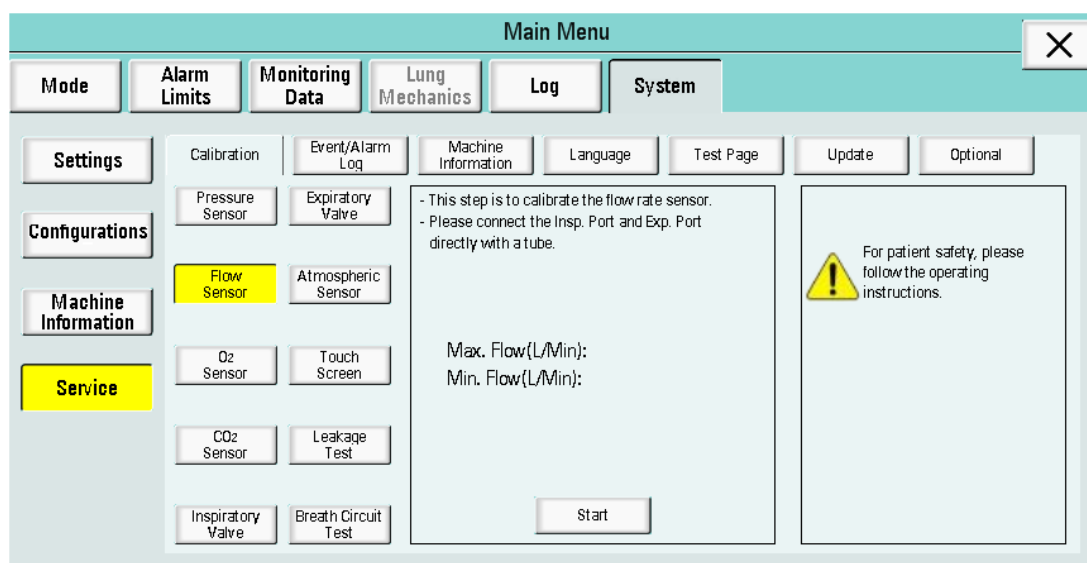 Main Menu
Mode
Alarm
Limits
Monitoring
Data
Lung
Mechanics
Log
System
Settings
Configurations
Machine
Information
Service
Calibration
Event/Alarm
Log
Machine
Information
Language
Test Page
Update
Optional
Pressure
Sensor
Expiratory
Valve
Flow
Sensor
Atmospheric
Sensor
O2
Sensor
Touch
Screen
CO2
Sensor
Leakage
Test
Inspiratory
Valve
Breath Circuit
Test
- This step is to calibrate the flow rate sensor.
- Please connect the Insp. Port and Exp. Port
directly with a tube.
Max. Flow(L/Min):
Min. Flow(L/Min):
Start
For patient safety, please
follow the operating
instructions.